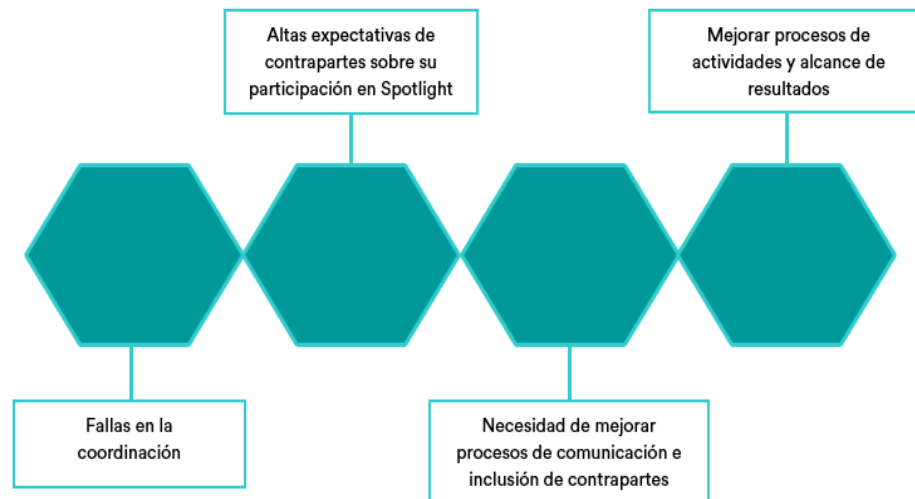 Altas expectativas de
contrapartes sobre su
participación en Spotlight
Mejorar procesos de
actividades y alcance de
resultados
Fallas en la
coordinación
Necesidad de mejorar
procesos de comunicación e
inclusión de contrapartes